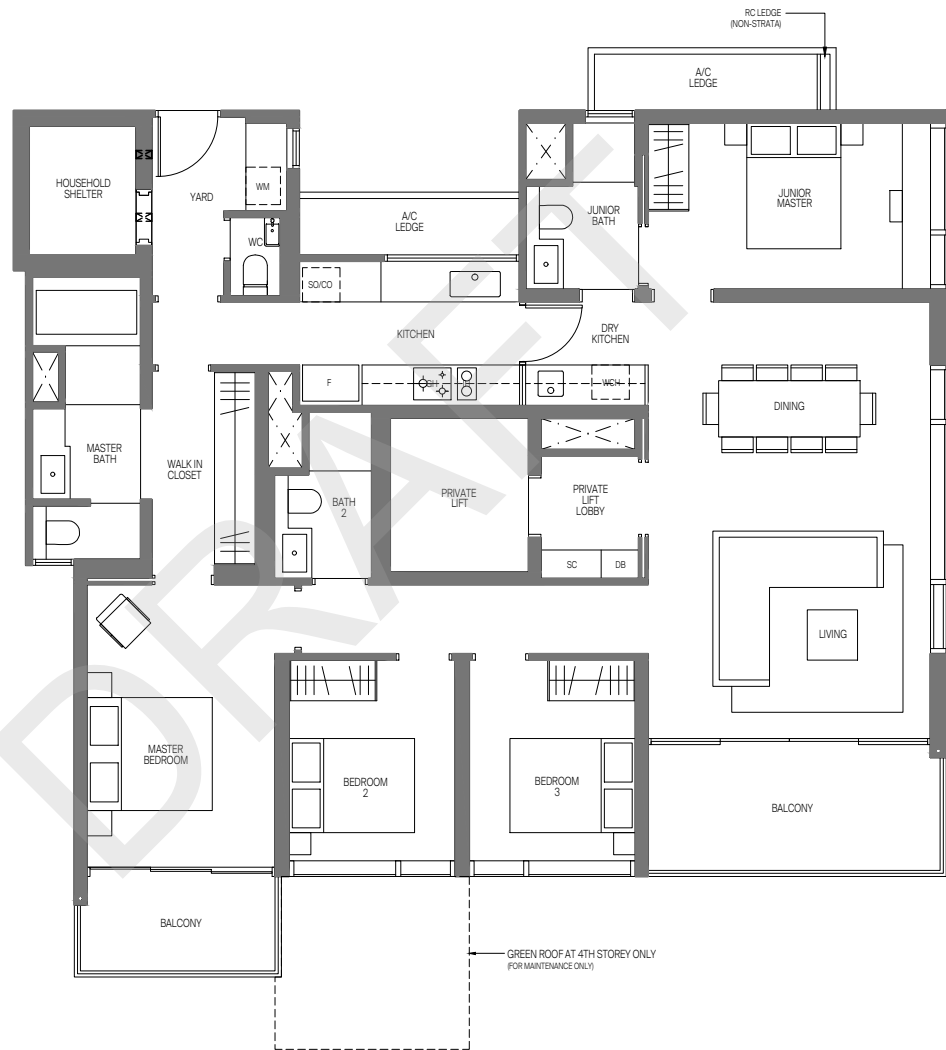 RC LEDGE
(NON-STRATA)
A/C
LEDGE
HOUSEHOLD
SHELTER
YARD
WM
WC
A/C
LEDGE
JUNIOR
BATH
JUNIOR
MASTER
SO/CO
KITCHEN
DRY
KITCHEN
F
GH
WCH
DINING
MASTER
BATH
WALK IN
CLOSET
BATH
2
PRIVATE
LIFT
PRIVATE
LIFT
LOBBY
SC
DB
LIVING
MASTER
BEDROOM
BEDROOM
2
BEDROOM
3
BALCONY
BALCONY
GREEN ROOF AT 4TH STOREY ONLY
(FOR MAINTENANCE ONLY)
DRAFT